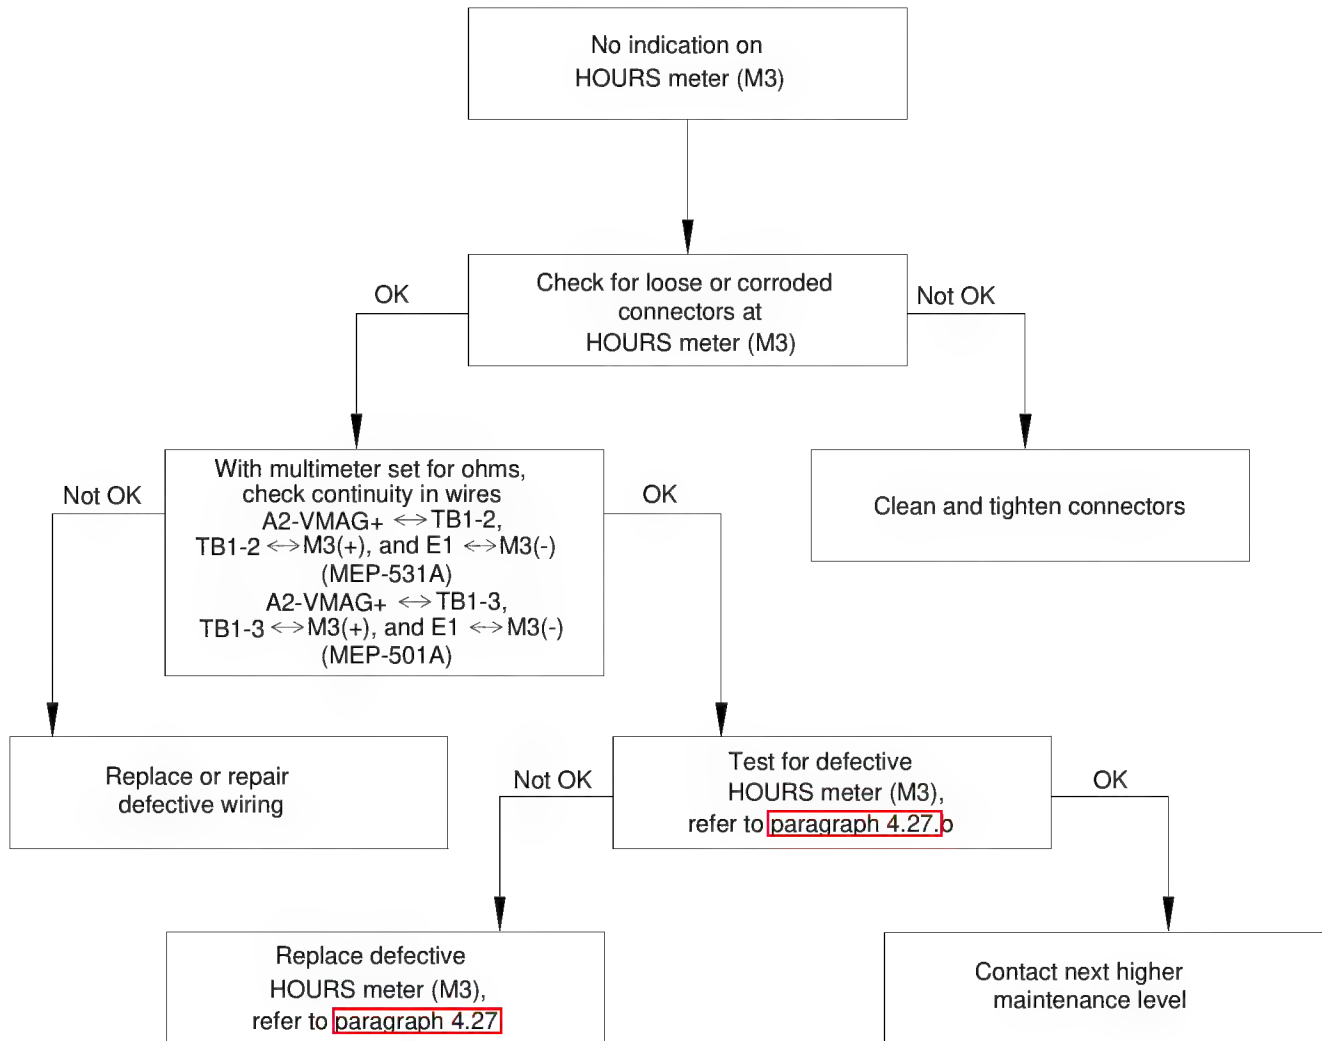 No indication on
HOURS meter (M3)
Check for loose or corroded
connectors at
HOURS meter (M3)
OK
Not OK
With multimeter set for ohms,
check continuity in wires
A2-VMAG+ <-> TB1-2,
TB1-2 <-> M3(+), and E1 <-> M3(-)
(MEP-531A)
A2-VMAG+ <-> TB1-3,
TB1-3 <-> M3(+), and E1 <-> M3(-)
(MEP-501A)
Not OK
OK
Clean and tighten connectors
Replace or repair
defective wiring
Test for defective
HOURS meter (M3),
refer to paragraph 4.27.b
Not OK
OK
Replace defective
HOURS meter (M3),
refer to paragraph 4.27
Contact next higher
maintenance level